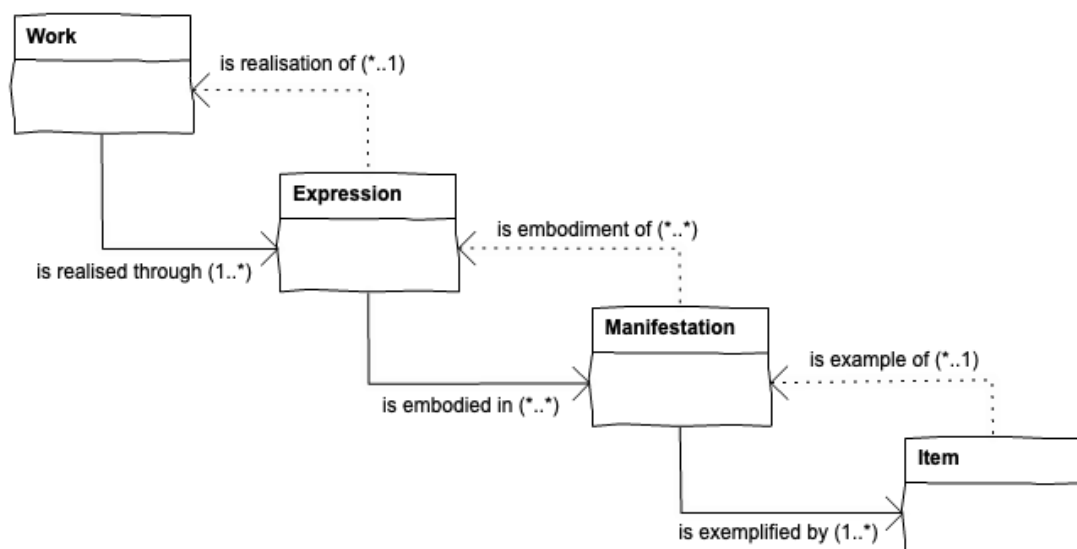 Work
is realisation of (*..1)
Expression
is embodiment of (*..*)
is realised through (1..*)
Manifestation
is example of (*..1)
is embodied in (*..*)
Item
is exemplified by (1..*)